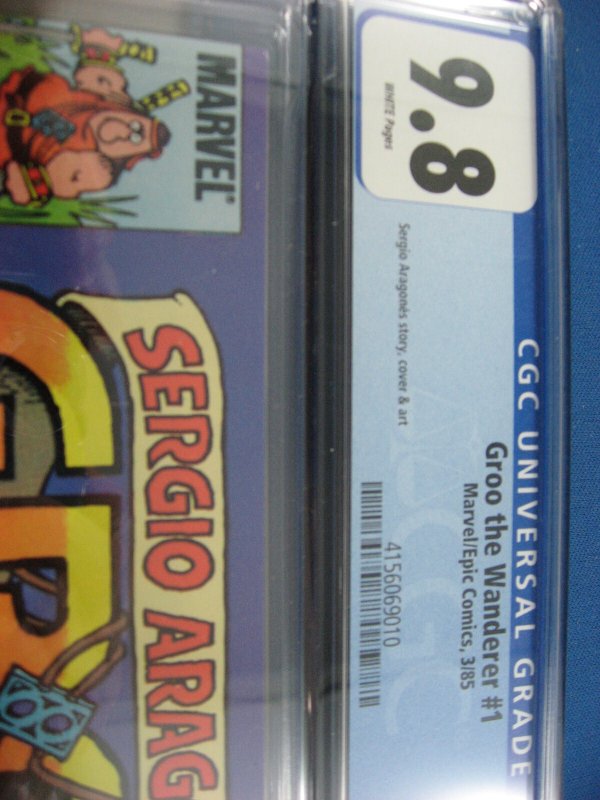 CGC UNIVERSAL GRADE
9.8
WHITE Pages
Groo the Wanderer #1
Marvel/Epic Comics, 3/85
Sergio Aragonés story, cover & art
4156069010
MARVEL
SERGIO ARAG